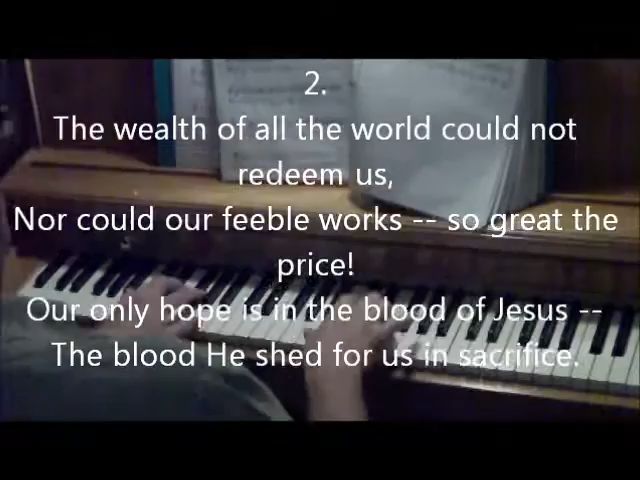 2.
The wealth of all the world could not
redeem us,
Nor could our feeble works -- so great the
price!
Our only hope is in the blood of Jesus --
The blood He shed for us in sacrifice.